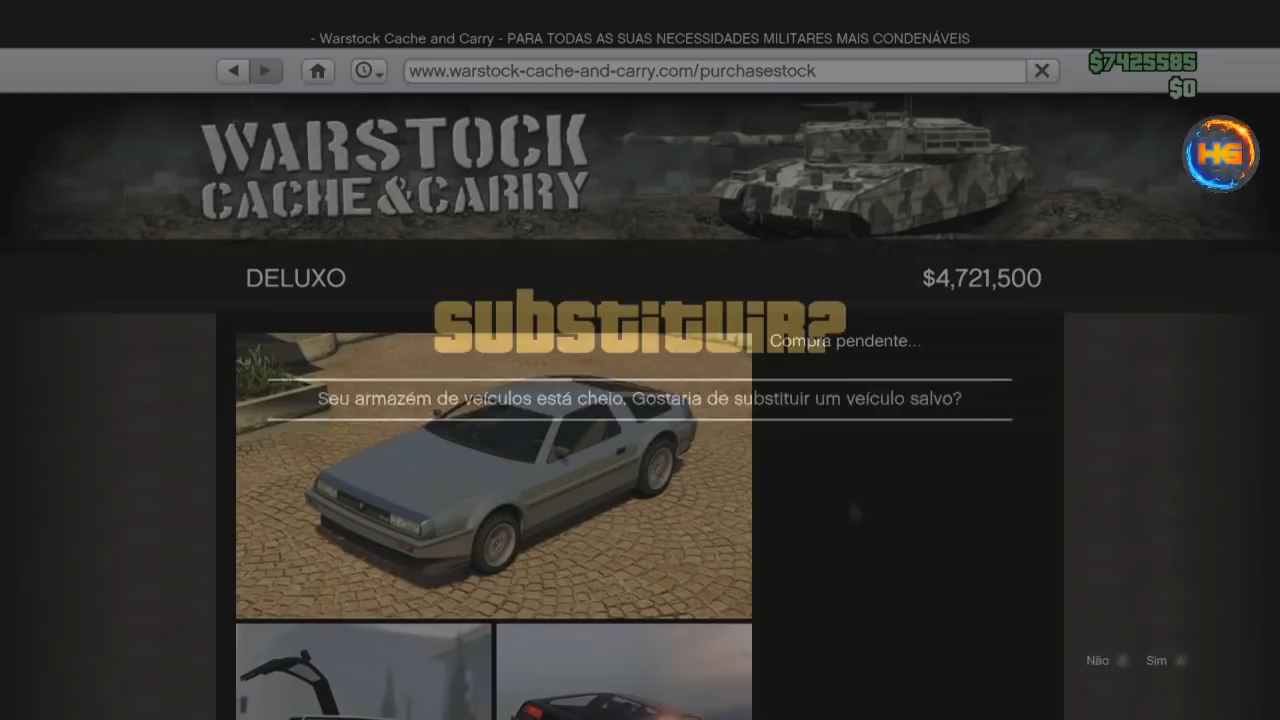 - Warstock Cache and Carry - PARA TODAS AS SUAS NECESSIDADES MILITARES MAIS CONDENÁVEIS
www.warstock-cache-and-carry.com/purchasestock
$7425585
$0
HG
WARSTOCK
CACHE&CARRY
DELUXO
$4,721,500
substituir?
Compra pendente...
Seu armazém de veículos está cheio. Gostaria de substituir um veículo salvo?
Não
Sim